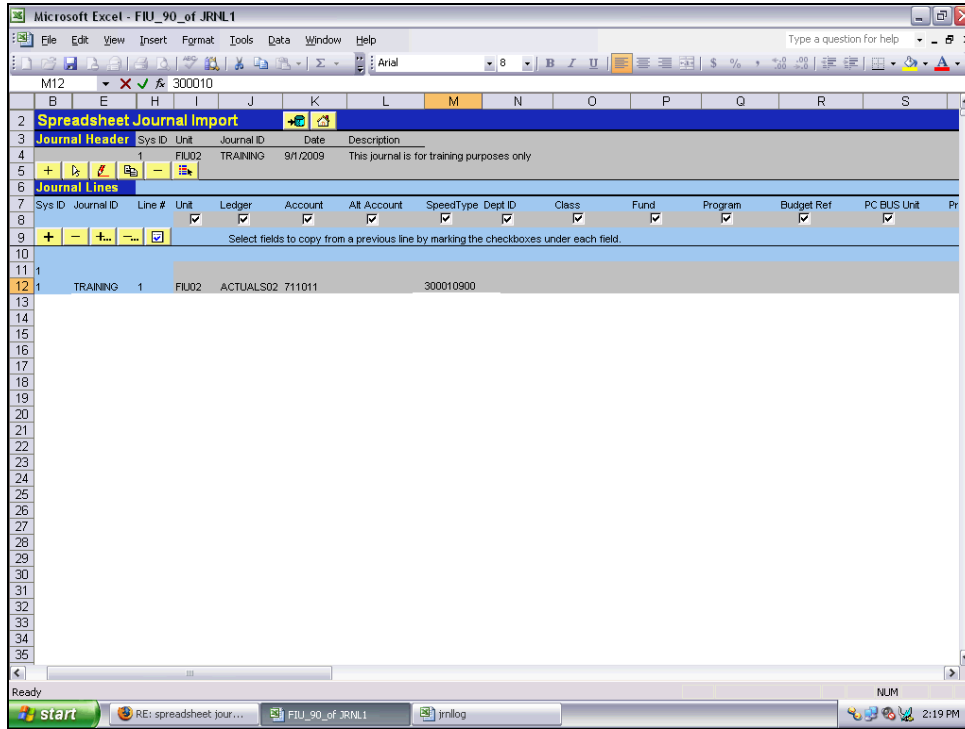 Microsoft Excel - FIU_90_of JRNL1
File Edit View Insert Format Tools Data Window Help Type a question for help
Arial 8 B I U $ % , A
M12 fx 300010
B E H I J K L M N O P Q R S
2 Spreadsheet Journal Import
3 Journal Header Sys ID Unit Journal ID Date Description
4 1 FIU02 TRAINING 9/1/2009 This journal is for training purposes only
5
6 Journal Lines
7 Sys ID Journal ID Line # Unit Ledger Account Alt Account SpeedType Dept ID Class Fund Program Budget Ref PC BUS Unit Pr
8
9 Select fields to copy from a previous line by marking the checkboxes under each field.
10
11 1
12 1 TRAINING 1 FIU02 ACTUALS02 711011 300010900
13
14
15
16
17
18
19
20
21
22
23
24
25
26
27
28
29
30
31
32
33
34
35
Ready NUM
start RE: spreadsheet jour... FIU_90_of JRNL1 jrnllog 2:19 PM